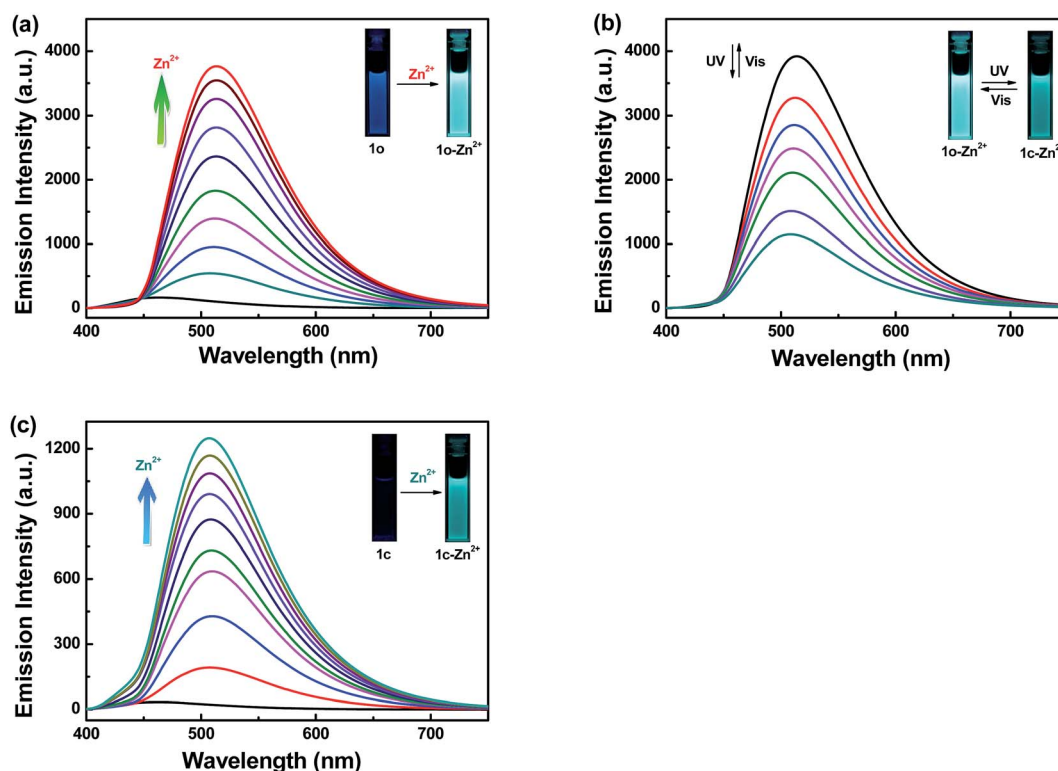 (a)
Emission Intensity (a.u.)
4000
3000
2000
1000
0
Zn²⁺
Zn²⁺
1o
1o-Zn²⁺
400
500
600
700
Wavelength (nm)
(b)
Emission Intensity (a.u.)
4000
3000
2000
1000
0
UV
Vis
UV
Vis
1o-Zn²⁺
1c-Zn²
400
500
600
700
Wavelength (nm)
(c)
Emission Intensity (a.u.)
1200
900
600
300
0
Zn²⁺
Zn²⁺
1c
1c-Zn²⁺
400
500
600
700
Wavelength (nm)